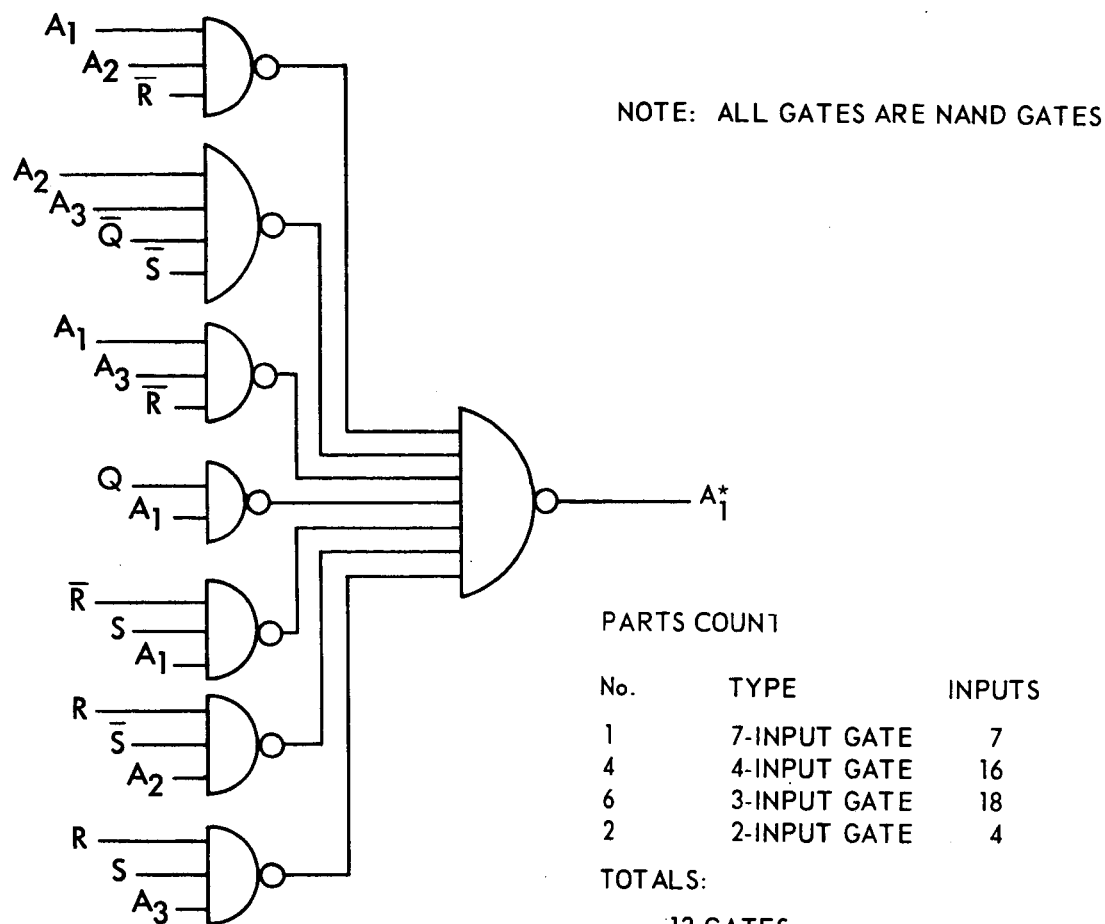 A1
A2
R̅
NOTE: ALL GATES ARE NAND GATES
A2
A3
Q̅
S̅
A1
A3
R̅
Q
A1
A*1
R̅
S
A1
R
S̅
A2
R
S
A3
PARTS COUNT
No. TYPE INPUTS
1 7-INPUT GATE 7
4 4-INPUT GATE 16
6 3-INPUT GATE 18
2 2-INPUT GATE 4
TOTALS:
13 GATES